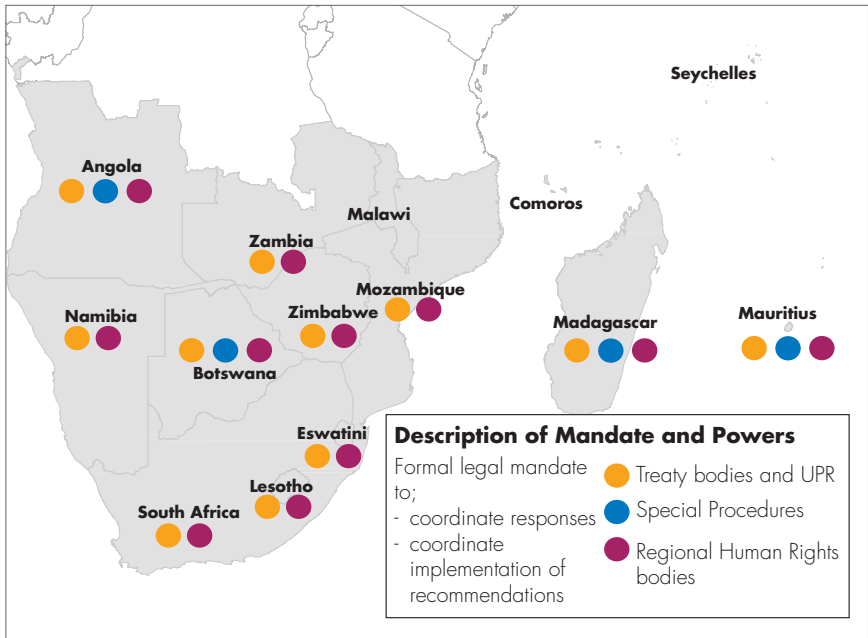 Seychelles
Angola
Comoros
Malawi
Zambia
Mozambique
Namibia
Zimbabwe
Madagascar
Mauritius
Botswana
Eswatini
Lesotho
South Africa
Description of Mandate and Powers
Formal legal mandate
to;
- coordinate responses
- coordinate
implementation of
recommendations
Treaty bodies and UPR
Special Procedures
Regional Human Rights
bodies